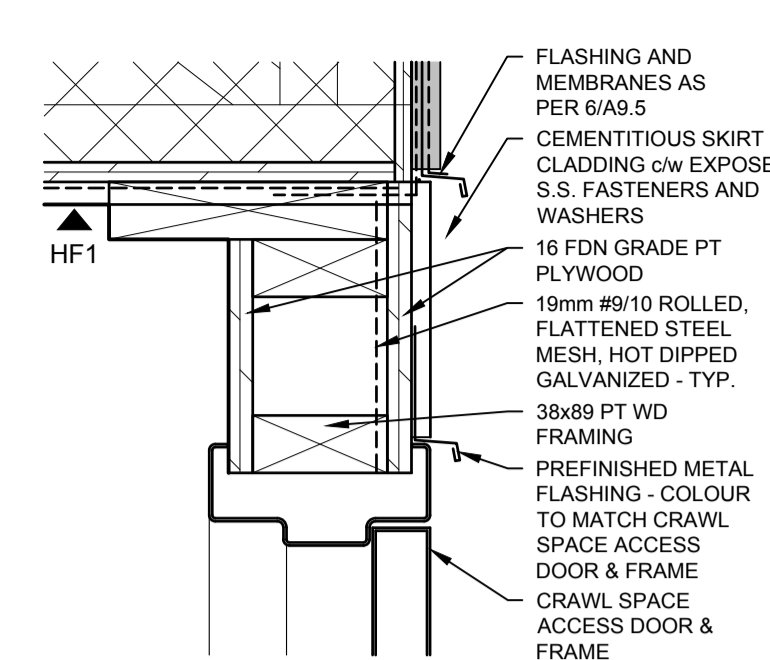 FLASHING AND
MEMBRANES AS
PER 6/A9.5
CEMENTITIOUS SKIRT
CLADDING c/w EXPOSE
S.S. FASTENERS AND
WASHERS
HF1
16 FDN GRADE PT
PLYWOOD
19mm #9/10 ROLLED,
FLATTENED STEEL
MESH, HOT DIPPED
GALVANIZED - TYP.
38x89 PT WD
FRAMING
PREFINISHED METAL
FLASHING - COLOUR
TO MATCH CRAWL
SPACE ACCESS
DOOR & FRAME
CRAWL SPACE
ACCESS DOOR &
FRAME